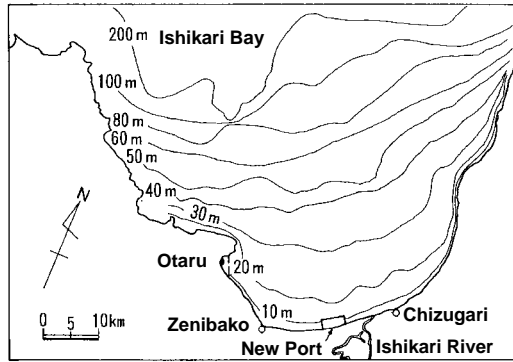 200 m
Ishikari Bay
100 m
80 m
60 m
50 m
40 m
30 m
N
Otaru
20 m
10 m
0 5 10km
Zenibako
Chizugari
New Port
Ishikari River